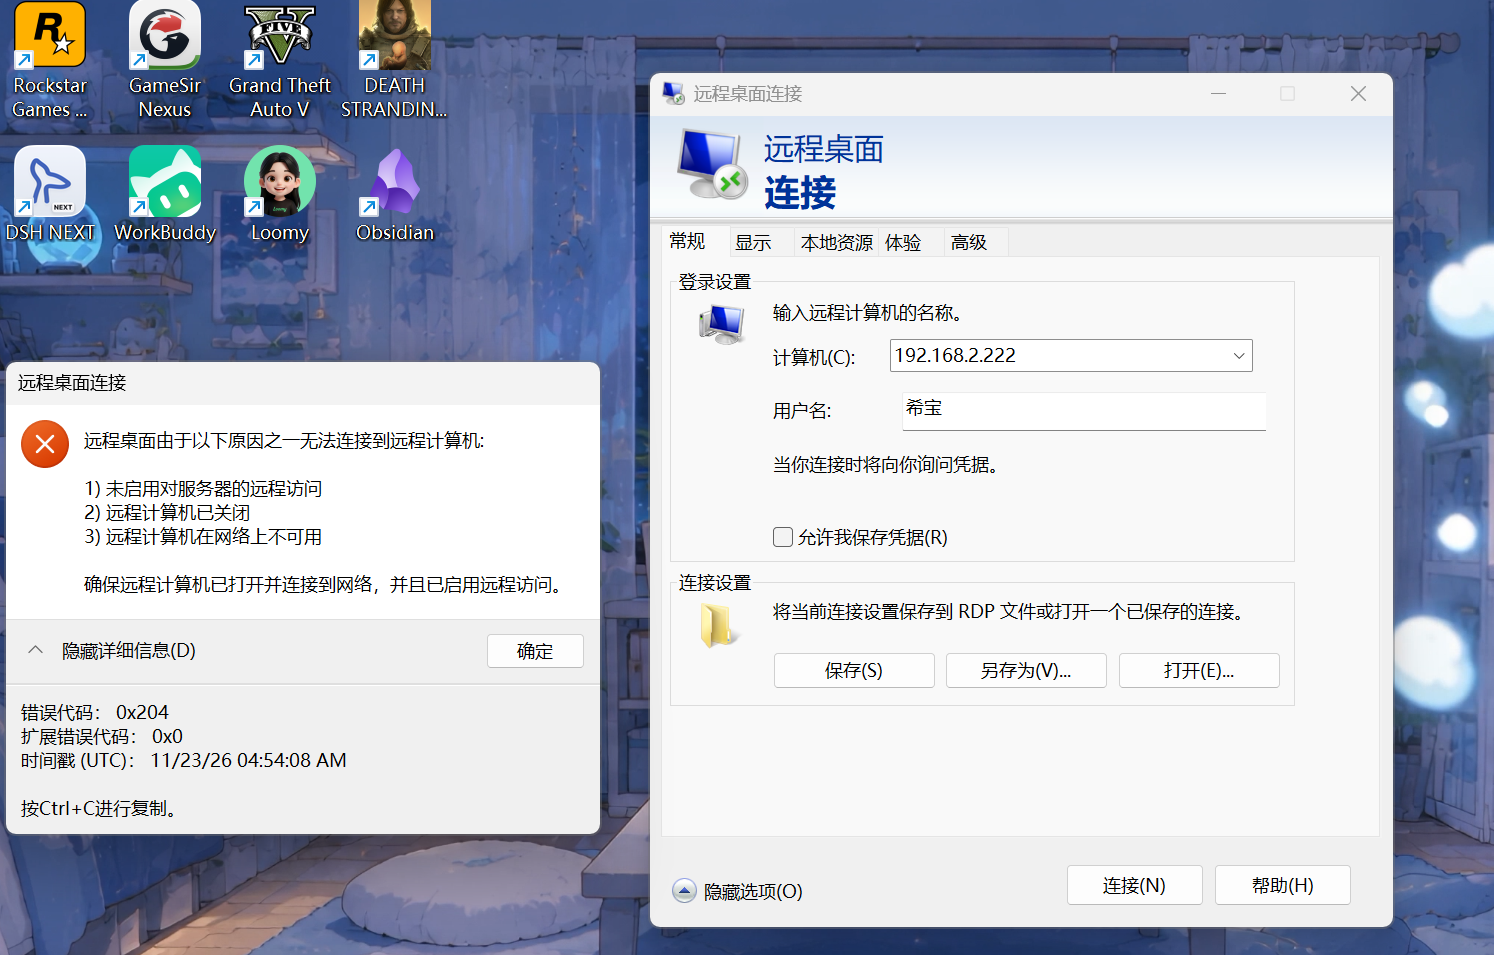 Rockstar
Games ...
GameSir
Nexus
Grand Theft
Auto V
DEATH
STRANDIN...
NEXT
DSH NEXT
WorkBuddy
Loomy
Obsidian
远程桌面连接
远程桌面由于以下原因之一无法连接到远程计算机:
1) 未启用对服务器的远程访问
2) 远程计算机已关闭
3) 远程计算机在网络上不可用
确保远程计算机已打开并连接到网络，并且已启用远程访问。
隐藏详细信息(D)
确定
错误代码： 0x204
扩展错误代码： 0x0
时间戳 (UTC)： 11/23/26 04:54:08 AM
按Ctrl+C进行复制。
远程桌面连接
远程桌面
连接
常规
显示
本地资源
体验
高级
登录设置
输入远程计算机的名称。
计算机(C):
192.168.2.222
用户名:
希宝
当你连接时将向你询问凭据。
允许我保存凭据(R)
连接设置
将当前连接设置保存到 RDP 文件或打开一个已保存的连接。
保存(S)
另存为(V)...
打开(E)...
隐藏选项(O)
连接(N)
帮助(H)